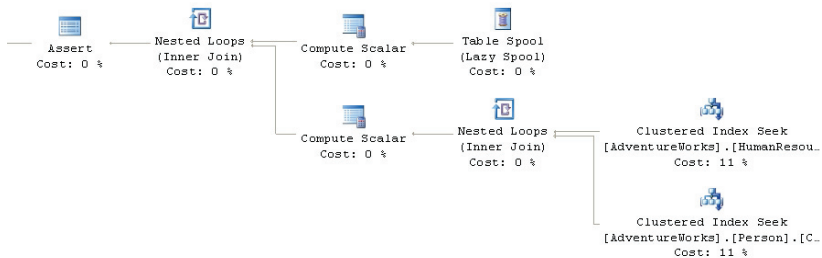 Assert
Cost: 0 %
Nested Loops
(Inner Join)
Cost: 0 %
Compute Scalar
Cost: 0 %
Table Spool
(Lazy Spool)
Cost: 0 %
Compute Scalar
Cost: 0 %
Nested Loops
(Inner Join)
Cost: 0 %
Clustered Index Seek
[AdventureWorks].[HumanResou…
Cost: 11 %
Clustered Index Seek
[AdventureWorks].[Person].[C…
Cost: 11 %